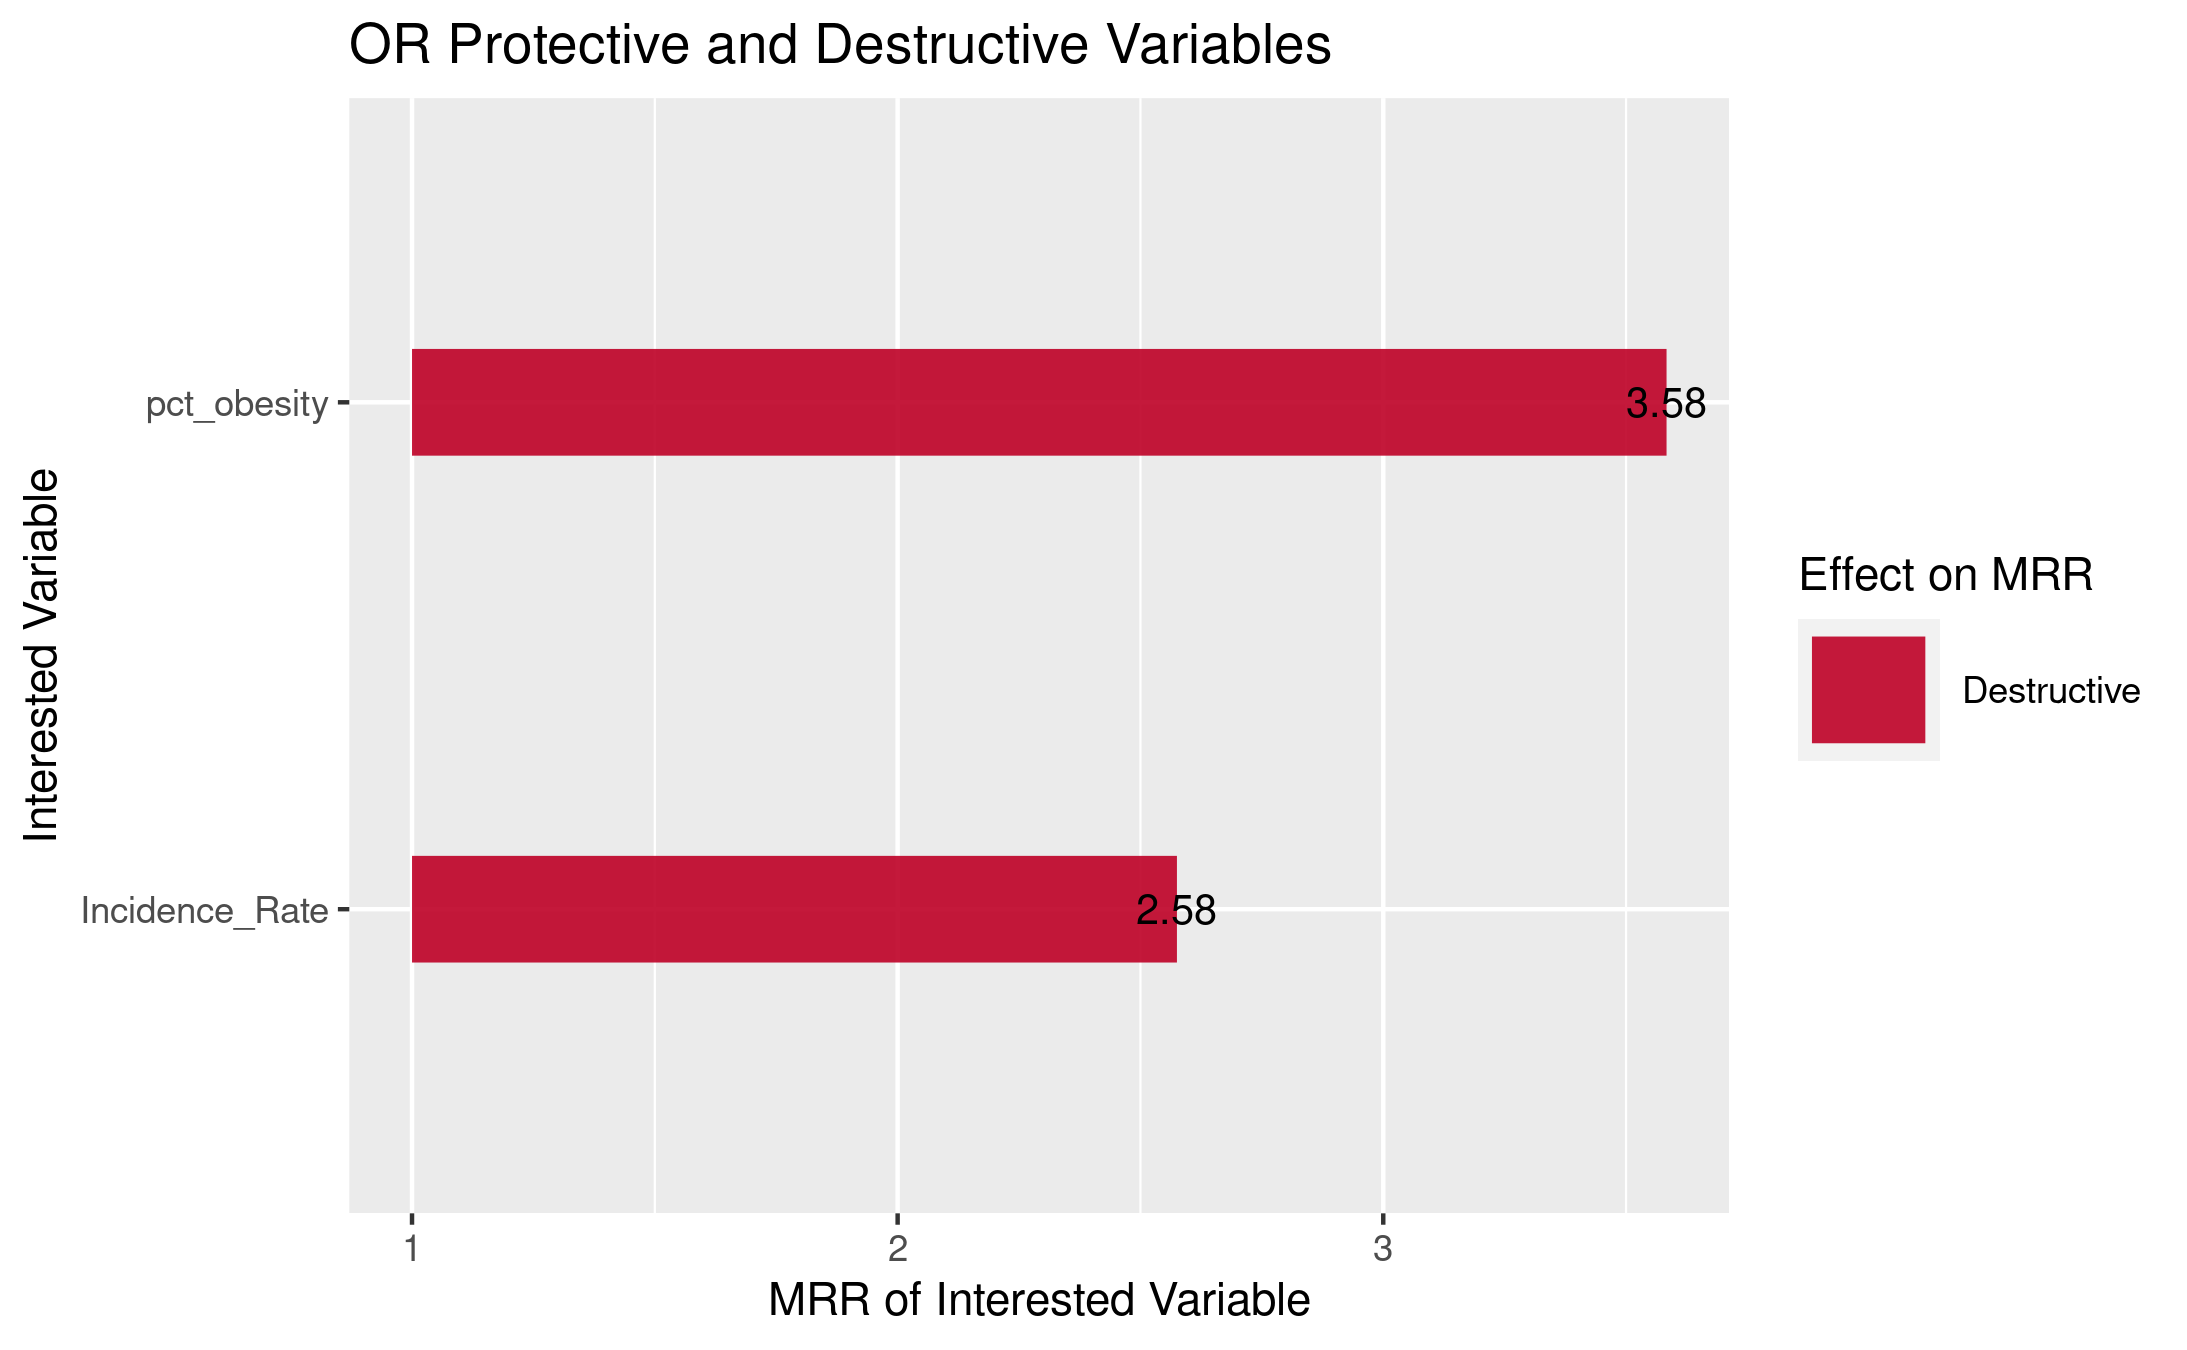 OR Protective and Destructive Variables
Interested Variable
pct_obesity
3.58
Incidence_Rate
2.58
1
2
3
MRR of Interested Variable
Effect on MRR
Destructive